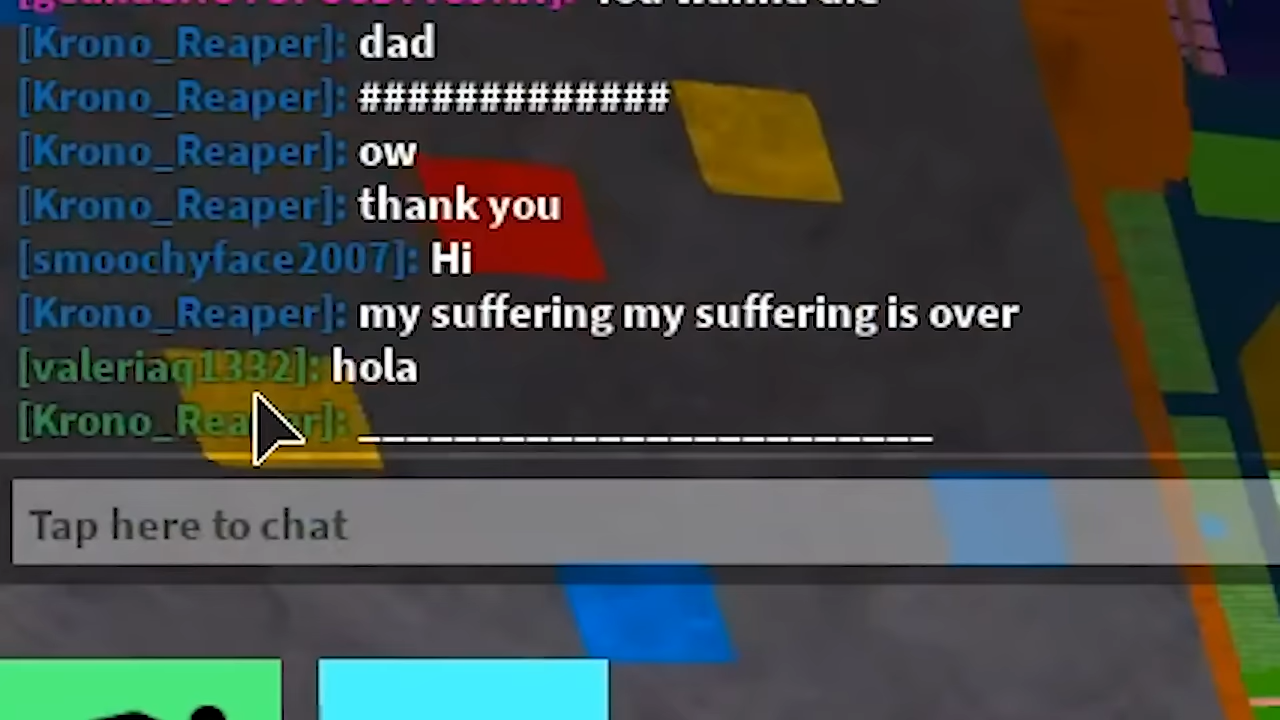 [Krono_Reaper]: dad
[Krono_Reaper]: #############
[Krono_Reaper]: ow
[Krono_Reaper]: thank you
[smoochyface2007]: Hi
[Krono_Reaper]: my suffering my suffering is over
[valeriaq1332]: hola
[Krono_Reaper]: ________________________
Tap here to chat